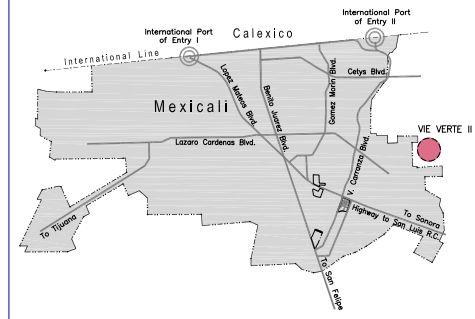 International Port
of Entry II
International Port
of Entry I
Calexico
International Line
Cetys Blvd.
Lopez Mateos Blvd.
Benito Juarez Blvd.
Gomez Morin Blvd.
Mexicali
VIE VERTE II
Lazaro Cardenas Blvd.
V. Carranza Blvd.
Highway to San Luis, R.C.
To Sonora
To Tijuana
To San Felipe